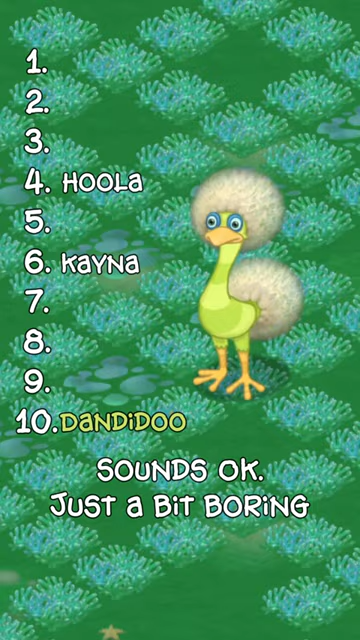 1.
2.
3.
4. HOOLA
5.
6. KAYNA
7.
8.
9.
10. DANDIDOO
SOUNDS OK.
JUST A BIT BORING